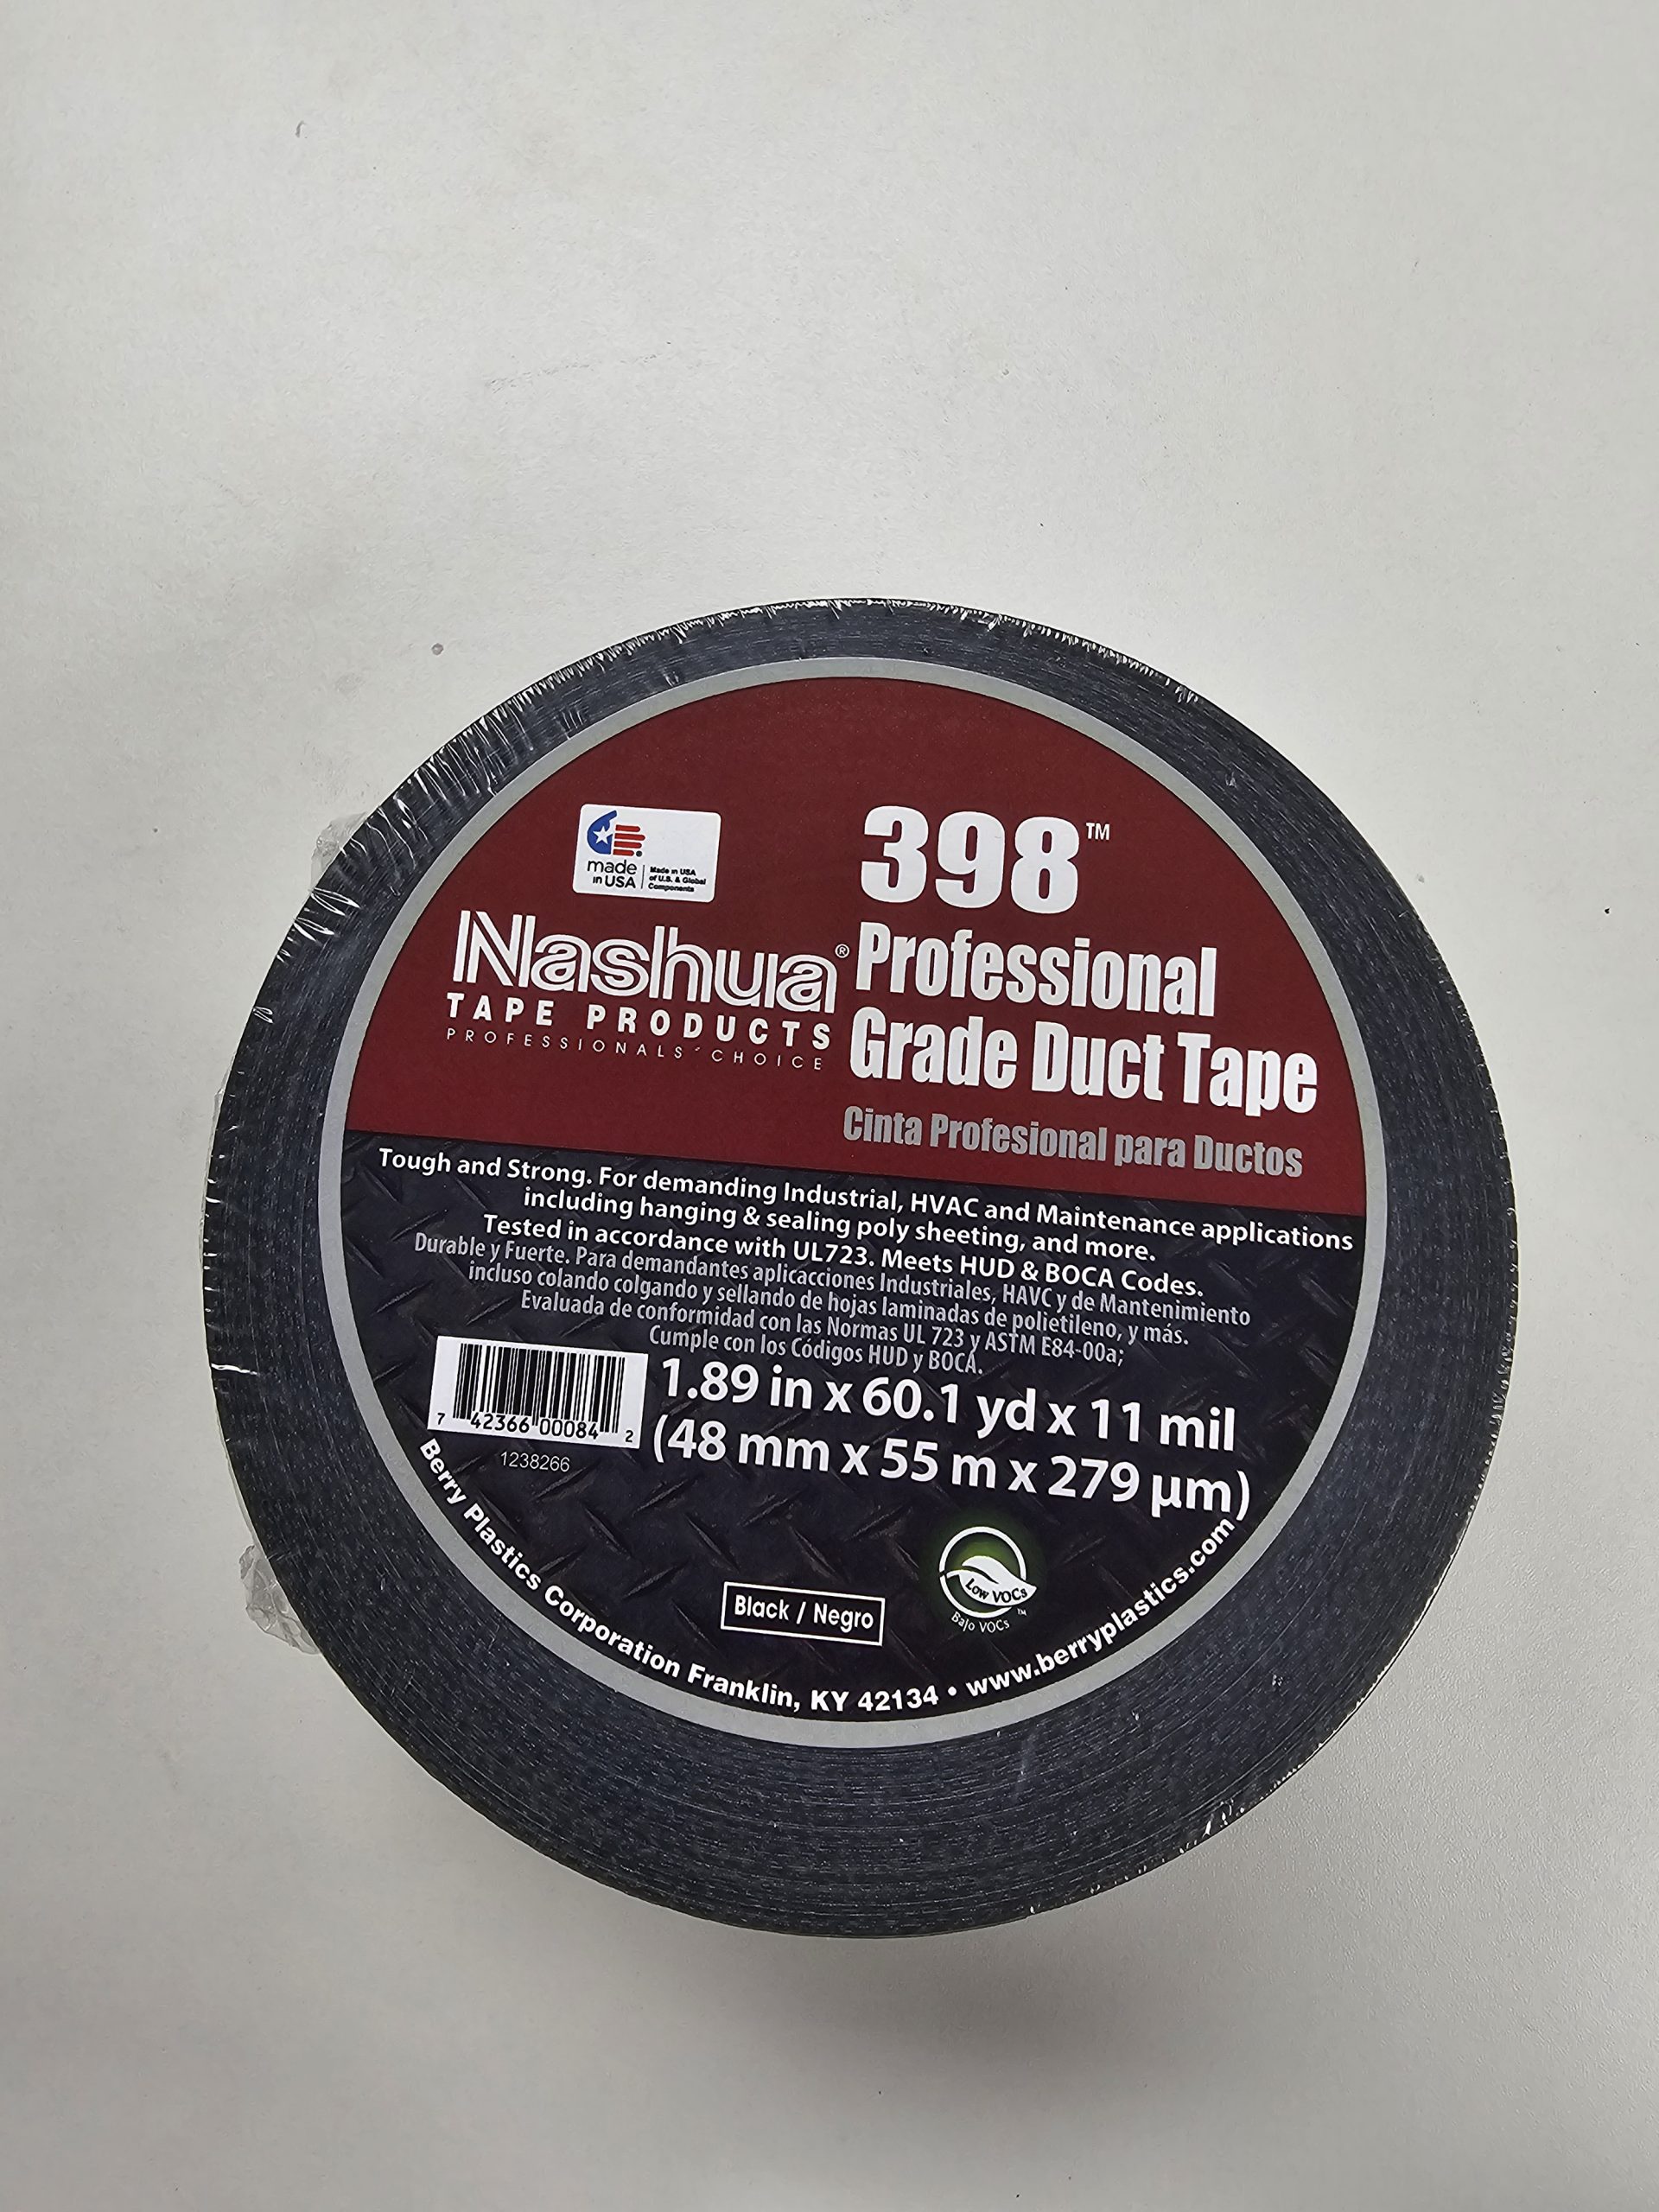 made
in USA
Made in USA
of U.S. & Global
Components
Nashua®
TAPE PRODUCTS
PROFESSIONALS´ CHOICE
398™
Professional
Grade Duct Tape
Cinta Profesional para Ductos
Tough and Strong. For demanding Industrial, HVAC and Maintenance applications
including hanging & sealing poly sheeting, and more.
Tested in accordance with UL723. Meets HUD & BOCA Codes.
Durable y Fuerte. Para demandantes aplicacciones Industriales, HAVC y de Mantenimiento
incluso colando colgando y sellando de hojas laminadas de polietileno, y más.
Evaluada de conformidad con las Normas UL 723 y ASTM E84-00a;
Cumple con los Códigos HUD y BOCA.
7 42366 00084 2
1238266
1.89 in x 60.1 yd x 11 mil
(48 mm x 55 m x 279 µm)
Black / Negro
Low VOCs™
Bajo VOCs
Berry Plastics Corporation Franklin, KY 42134 • www.berryplastics.com